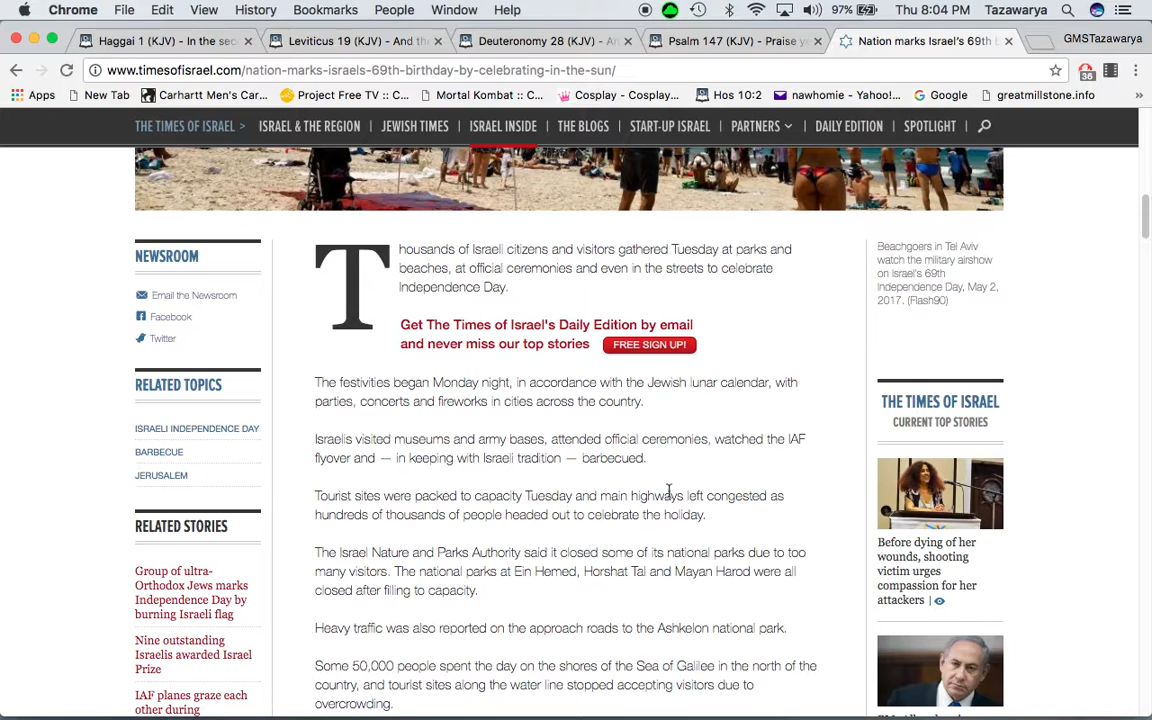 Chrome File Edit View History Bookmarks People Window Help 97% Thu 8:04 PM Tazawarya
Haggai 1 (KJV) - In the sec
Leviticus 19 (KJV) - And the
Deuteronomy 28 (KJV) - A
Psalm 147 (KJV) - Praise y
Nation marks Israel's 69th b
GMSTazawarya
www.timesofisrael.com/nation-marks-israels-69th-birthday-by-celebrating-in-the-sun/
36
Apps New Tab Carhartt Men's Car... Project Free TV :: C... Mortal Kombat :: C... Cosplay - Cosplay... Hos 10:2 nawhomie - Yahoo!... Google greatmillstone.info
THE TIMES OF ISRAEL > ISRAEL & THE REGION JEWISH TIMES ISRAEL INSIDE THE BLOGS START-UP ISRAEL PARTNERS DAILY EDITION SPOTLIGHT
NEWSROOM
Email the Newsroom
Facebook
Twitter
RELATED TOPICS
ISRAELI INDEPENDENCE DAY
BARBECUE
JERUSALEM
RELATED STORIES
Group of ultra-
Orthodox Jews marks
Independence Day by
burning Israeli flag
Nine outstanding
Israelis awarded Israel
Prize
IAF planes graze each
other during
Thousands of Israeli citizens and visitors gathered Tuesday at parks and
beaches, at official ceremonies and even in the streets to celebrate
Independence Day.
Get The Times of Israel's Daily Edition by email
and never miss our top stories FREE SIGN UP!
The festivities began Monday night, in accordance with the Jewish lunar calendar, with
parties, concerts and fireworks in cities across the country.
Israelis visited museums and army bases, attended official ceremonies, watched the IAF
flyover and — in keeping with Israeli tradition — barbecued.
Tourist sites were packed to capacity Tuesday and main highways left congested as
hundreds of thousands of people headed out to celebrate the holiday.
The Israel Nature and Parks Authority said it closed some of its national parks due to too
many visitors. The national parks at Ein Hemed, Horshat Tal and Mayan Harod were all
closed after filling to capacity.
Heavy traffic was also reported on the approach roads to the Ashkelon national park.
Some 50,000 people spent the day on the shores of the Sea of Galilee in the north of the
country, and tourist sites along the water line stopped accepting visitors due to
overcrowding.
Beachgoers in Tel Aviv
watch the military airshow
on Israel's 69th
Independence Day, May 2,
2017. (Flash90)
THE TIMES OF ISRAEL
CURRENT TOP STORIES
Before dying of her
wounds, shooting
victim urges
compassion for her
attackers |